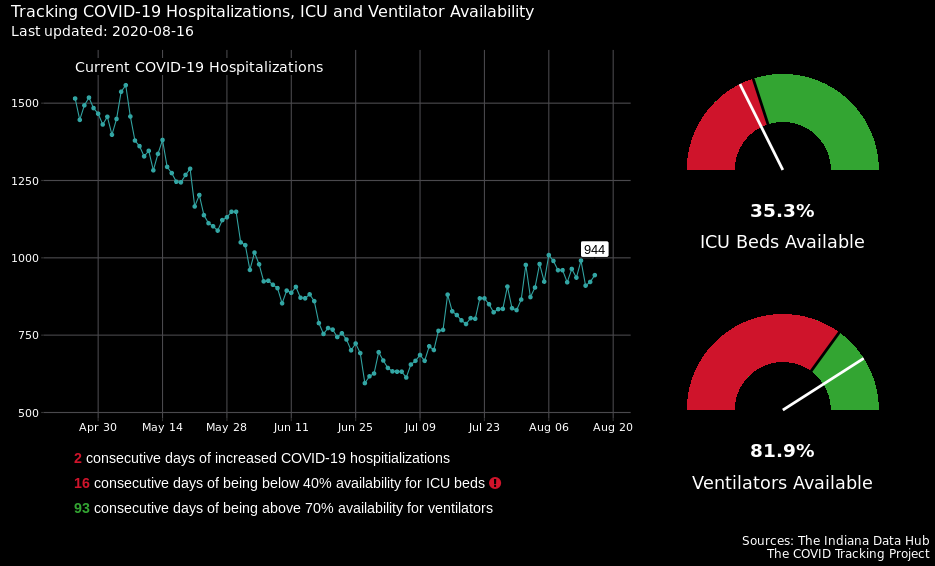 Tracking COVID-19 Hospitalizations, ICU and Ventilator Availability
Last updated: 2020-08-16
Current COVID-19 Hospitalizations
1500
1250
1000
750
500
944
Apr 30 May 14 May 28 Jun 11 Jun 25 Jul 09 Jul 23 Aug 06 Aug 20
35.3%
ICU Beds Available
81.9%
Ventilators Available
2 consecutive days of increased COVID-19 hospitializations
16 consecutive days of being below 40% availability for ICU beds
93 consecutive days of being above 70% availability for ventilators
Sources: The Indiana Data Hub
The COVID Tracking Project